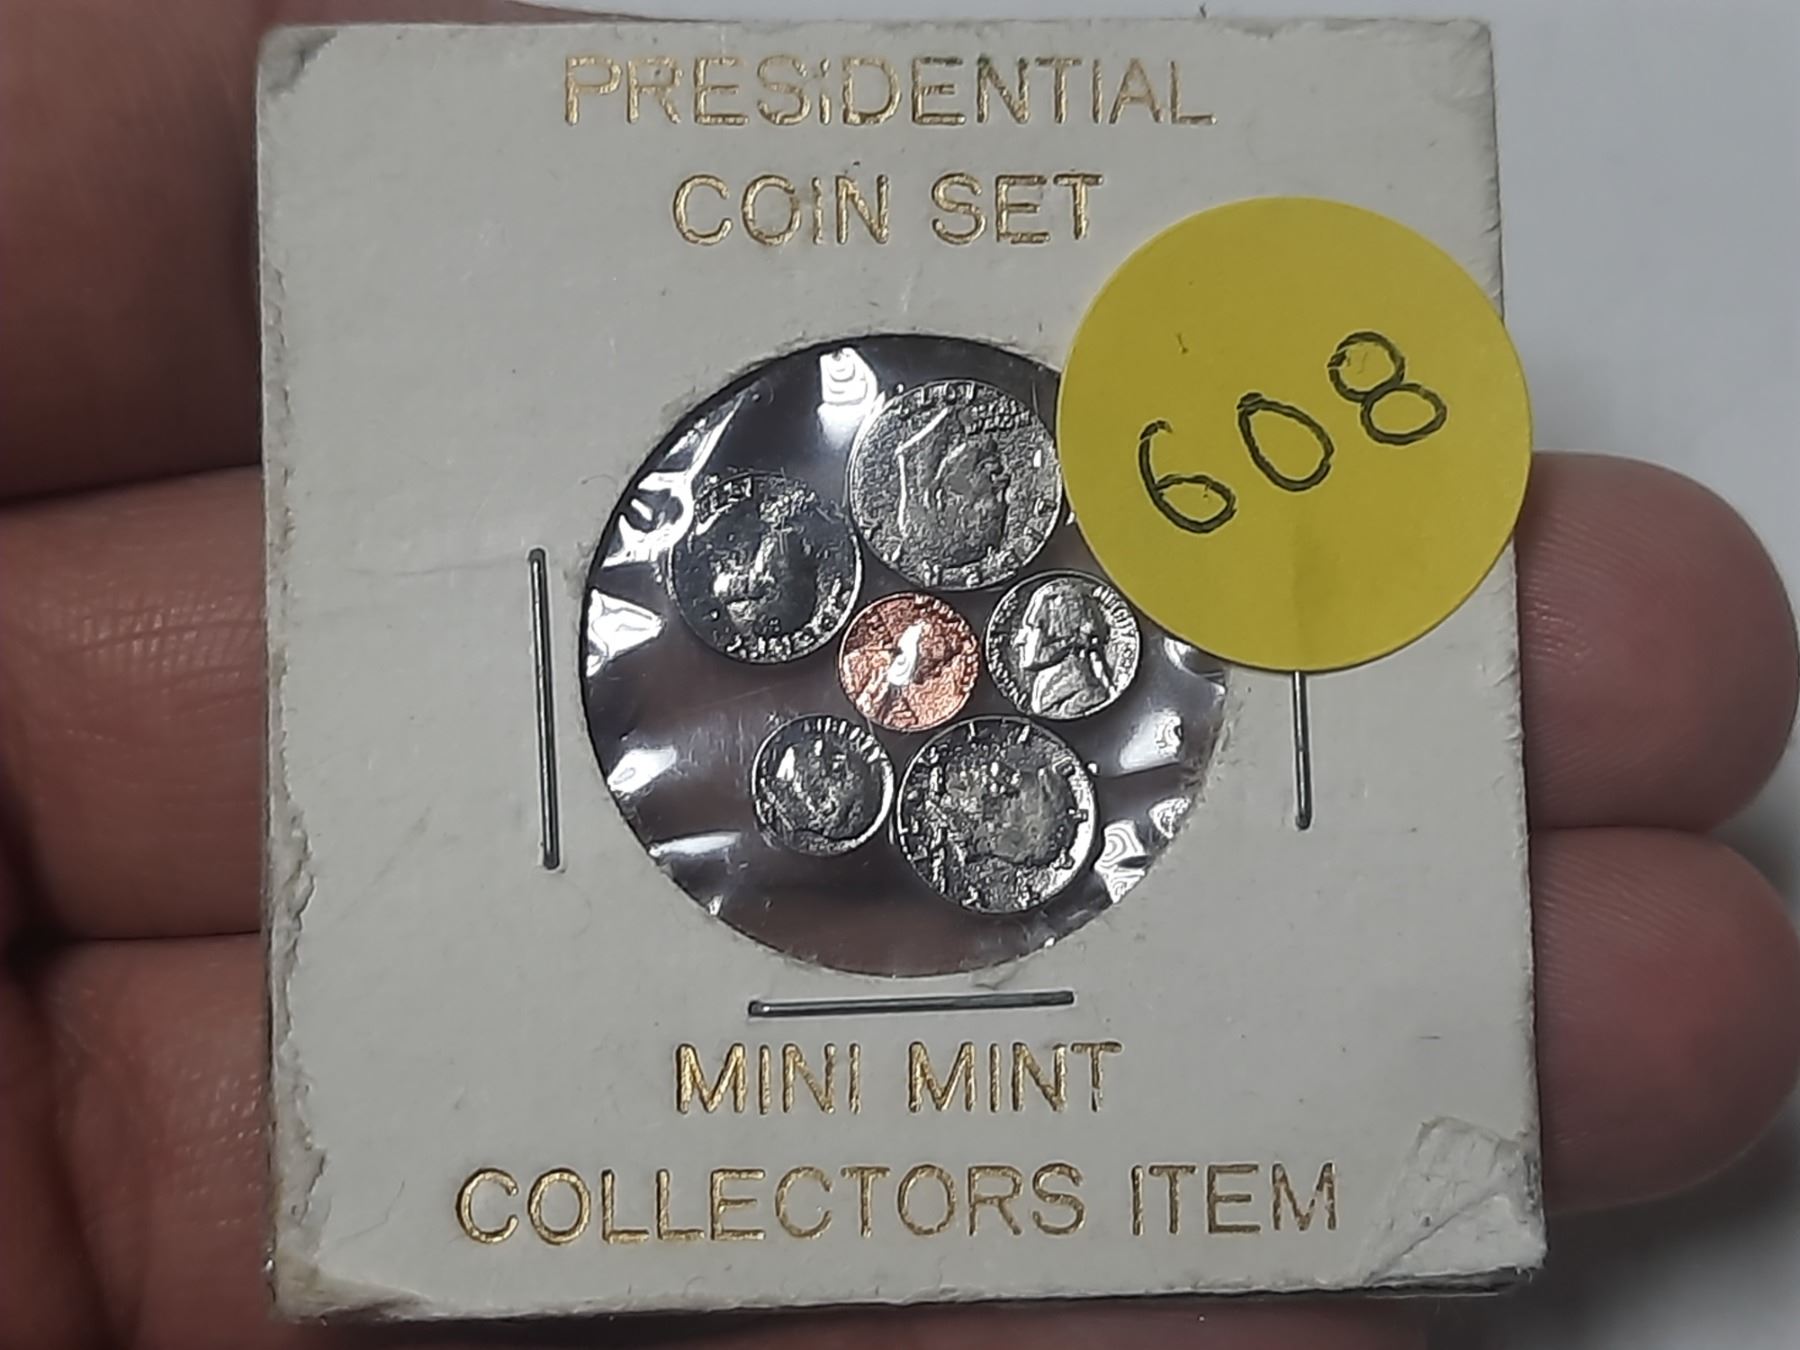 PRESiDENTIAL
COIN SET
608
MINI MINT
COLLECTORS ITEM